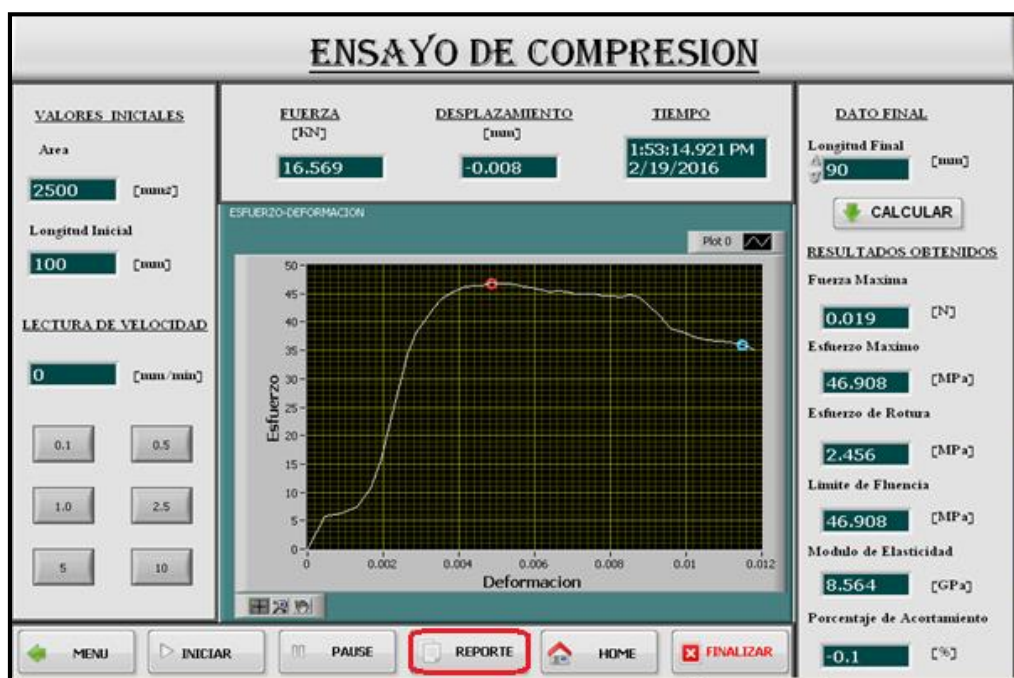 ENSAYO DE COMPRESION
VALORES INICIALES
Area
2500 [mm2]
Longitud Inicial
100 [mm]
LECTURA DE VELOCIDAD
0 [mm/min]
0.1 0.5
1.0 2.5
5 10
FUERZA
[KN]
16.569
DESPLAZAMIENTO
[mm]
-0.008
TIEMPO
1:53:14.921 PM
2/19/2016
ESFUERZO-DEFORMACION
Plot 0
Esfuerzo
50
45
40
35
30
25
20
15
10
5
0
0 0.002 0.004 0.006 0.008 0.01 0.012
Deformacion
DATO FINAL
Longitud Final
90 [mm]
CALCULAR
RESULTADOS OBTENIDOS
Fuerza Maxima
0.019 [N]
Esfuerzo Maximo
46.908 [MPa]
Esfuerzo de Rotura
2.456 [MPa]
Limite de Fluencia
46.908 [MPa]
Modulo de Elasticidad
8.564 [GPa]
Porcentaje de Acortamiento
-0.1 [%]
MENU INICIAR PAUSE REPORTE HOME FINALIZAR